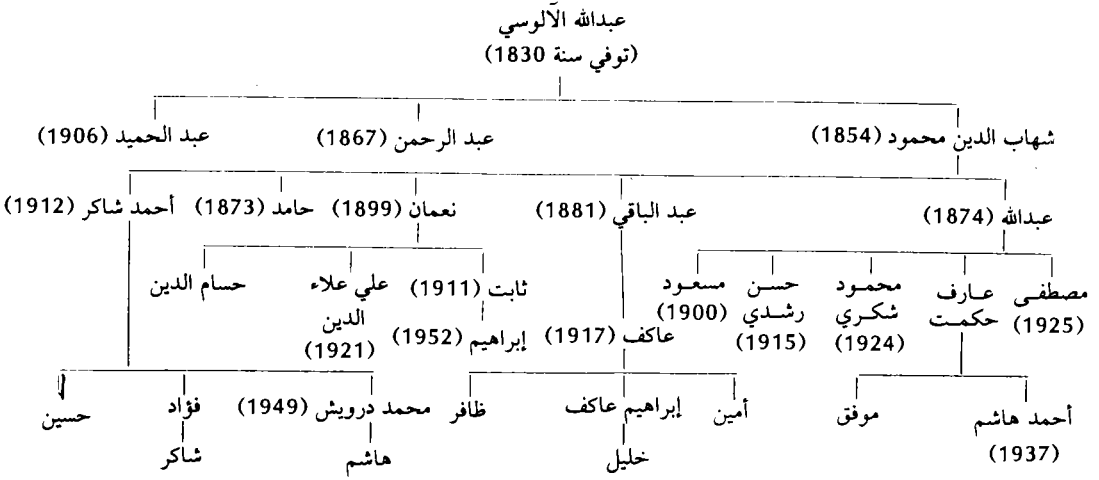 عبدالله الآلوسي
(توفي سنة 1830)
شهاب الدين محمود (1854) عبد الرحمن (1867) عبد الحميد (1906)
عبدالله (1874) عبد الباقي (1881) نعمان (1899) حامد (1873) أحمد شاكر (1912)
مصطفى (1925)
عارف حكمت
محمود شكري (1924)
حسن رشدي (1915)
مسعود (1900)
ثابت (1911)
علي علاء الدين (1921)
حسام الدين
عاكف (1917) إبراهيم (1952)
أحمد هاشم (1937)
موفق
أمين
إبراهيم عاكف
ظافر
محمد درويش (1949)
فؤاد
حسين
خليل
هاشم
شاكر